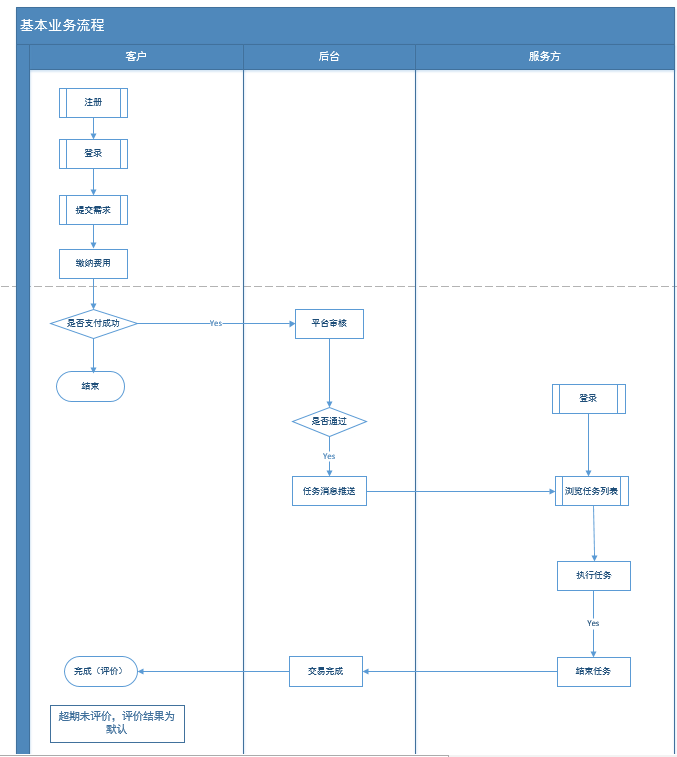 基本业务流程
客户
后台
服务方
注册
登录
提交需求
缴纳费用
是否支付成功
Yes
平台审核
结束
登录
是否通过
Yes
任务消息推送
浏览任务列表
执行任务
Yes
完成（评价）
交易完成
结束任务
超期未评价，评价结果为
默认